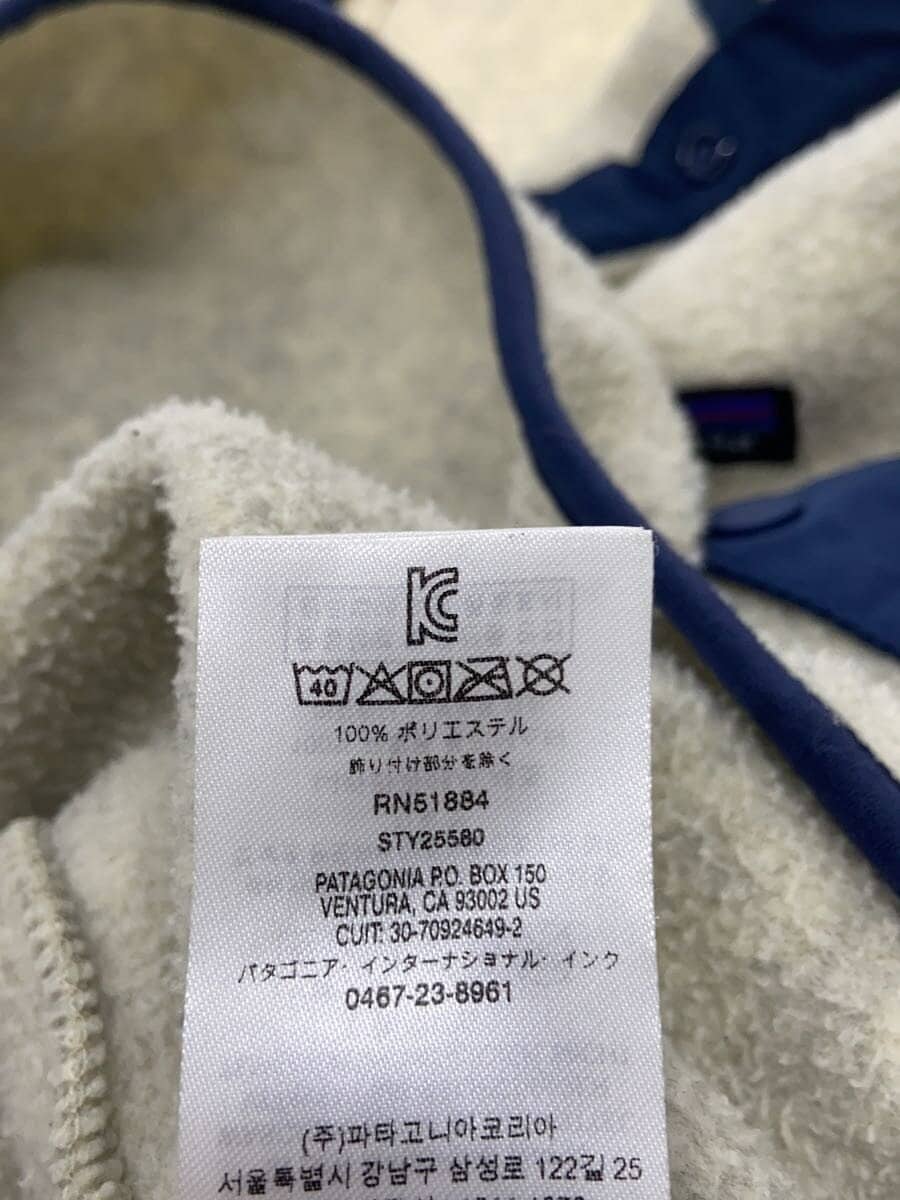 KC
40
100% ポリエステル
飾り付け部分を除く
RN51884
STY25580
PATAGONIA P.O. BOX 150
VENTURA, CA 93002 US
CUIT: 30-70924649-2
パタゴニア・インターナショナル・インク
0467-23-8961
(주)파타고니아코리아
서울특별시 강남구 삼성로 122길 25